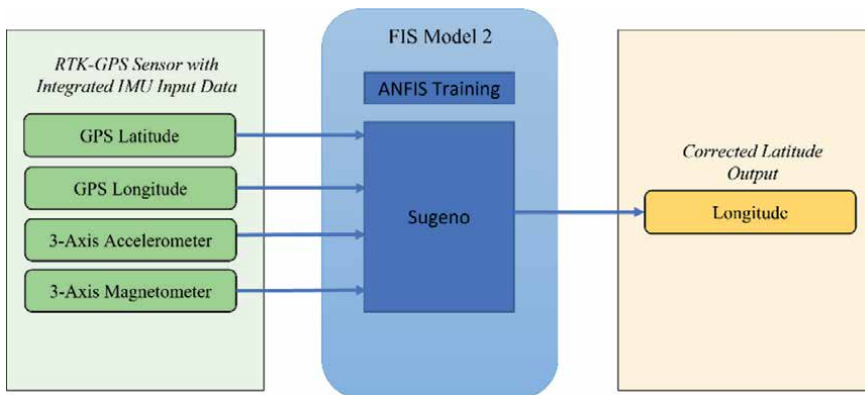 RTK-GPS Sensor with
Integrated IMU Input Data
GPS Latitude
GPS Longitude
3-Axis Accelerometer
3-Axis Magnetometer
FIS Model 2
ANFIS Training
Sugeno
Corrected Latitude
Output
Longitude